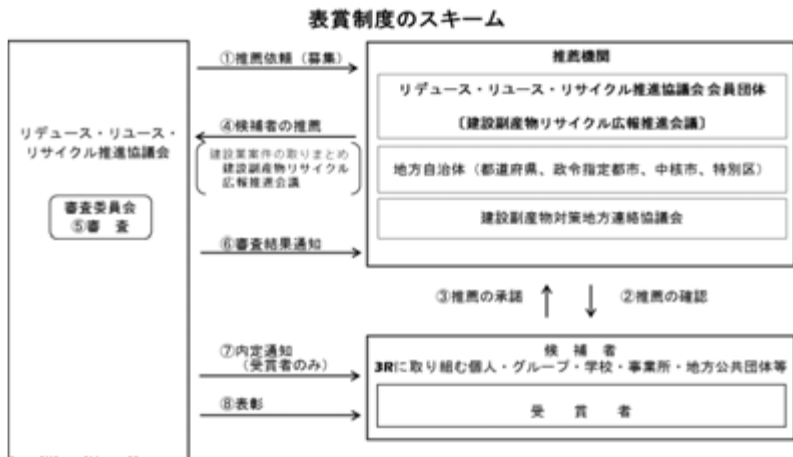 表賞制度のスキーム
リデュース・リユース・
リサイクル推進協議会
審査委員会
⑤審 査
①推薦依頼(募集)
④候補者の推薦
建設業案件の取りまとめ
建設副産物リサイクル
広報推進会議
⑥審査結果通知
⑦内定通知
(受賞者のみ)
⑧表彰
推薦機関
リデュース・リユース・リサイクル推進協議会会員団体
〔建設副産物リサイクル広報推進会議〕
地方自治体(都道府県、政令指定都市、中核市、特別区)
建設副産物対策地方連絡協議会
③推薦の承諾
②推薦の確認
候 補 者
3Rに取り組む個人・グループ・学校・事業所・地方公共団体等
受 賞 者